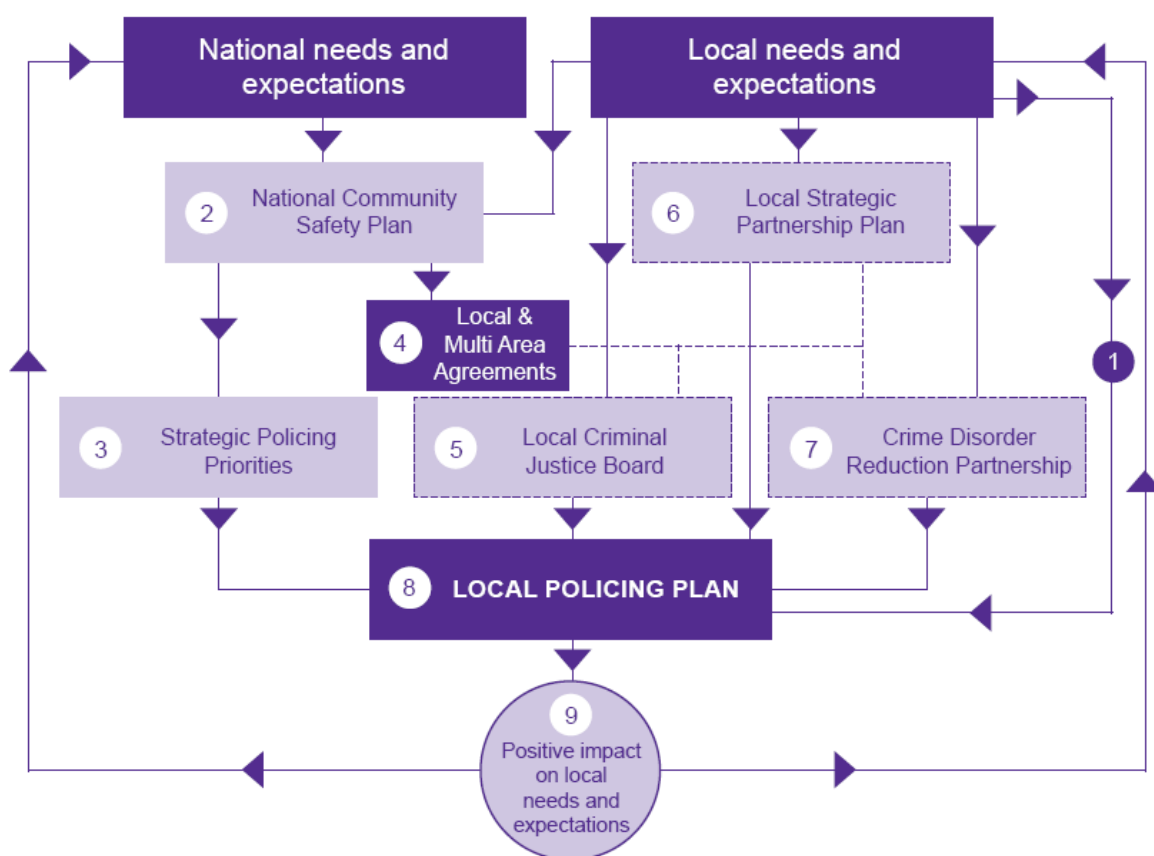 National needs and
expectations
Local needs and
expectations
2
National Community
Safety Plan
6
Local Strategic
Partnership Plan
4
Local &
Multi Area
Agreements
1
3
Strategic Policing
Priorities
5
Local Criminal
Justice Board
7
Crime Disorder
Reduction Partnership
8
LOCAL POLICING PLAN
9
Positive impact
on local
needs and
expectations